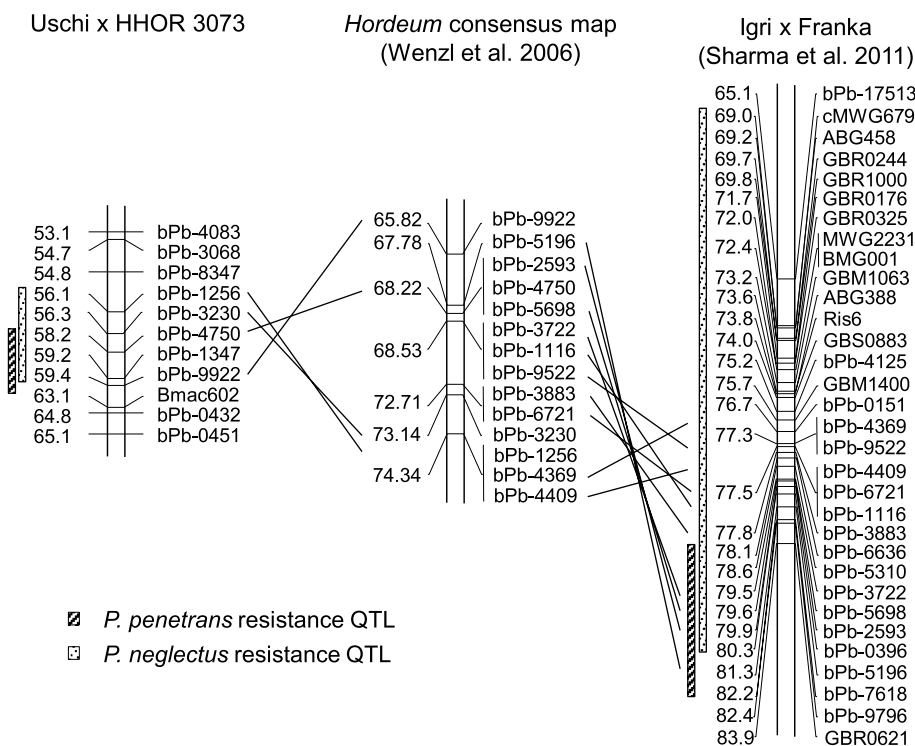 Uschi x HHOR 3073
53.1 bPb-4083
54.7 bPb-3068
54.8 bPb-8347
56.1 bPb-1256
56.3 bPb-3230
58.2 bPb-4750
59.2 bPb-1347
59.4 bPb-9922
63.1 Bmac602
64.8 bPb-0432
65.1 bPb-0451
Hordeum consensus map
(Wenzl et al. 2006)
65.82 bPb-9922
67.78 bPb-5196
bPb-2593
68.22 bPb-4750
bPb-5698
bPb-3722
68.53 bPb-1116
bPb-9522
72.71 bPb-3883
bPb-6721
73.14 bPb-3230
bPb-1256
74.34 bPb-4369
bPb-4409
Igri x Franka
(Sharma et al. 2011)
65.1 bPb-17513
69.0 cMWG679
69.2 ABG458
69.7 GBR0244
69.8 GBR1000
71.7 GBR0176
72.0 GBR0325
MWG2231
72.4 BMG001
73.2 GBM1063
73.6 ABG388
73.8 Ris6
74.0 GBS0883
75.2 bPb-4125
75.7 GBM1400
76.7 bPb-0151
bPb-4369
77.3 bPb-9522
bPb-4409
77.5 bPb-6721
bPb-1116
77.8 bPb-3883
78.1 bPb-6636
78.6 bPb-5310
79.5 bPb-3722
79.6 bPb-5698
79.9 bPb-2593
80.3 bPb-0396
81.3 bPb-5196
82.2 bPb-7618
82.4 bPb-9796
83.9 GBR0621
P. penetrans resistance QTL
P. neglectus resistance QTL